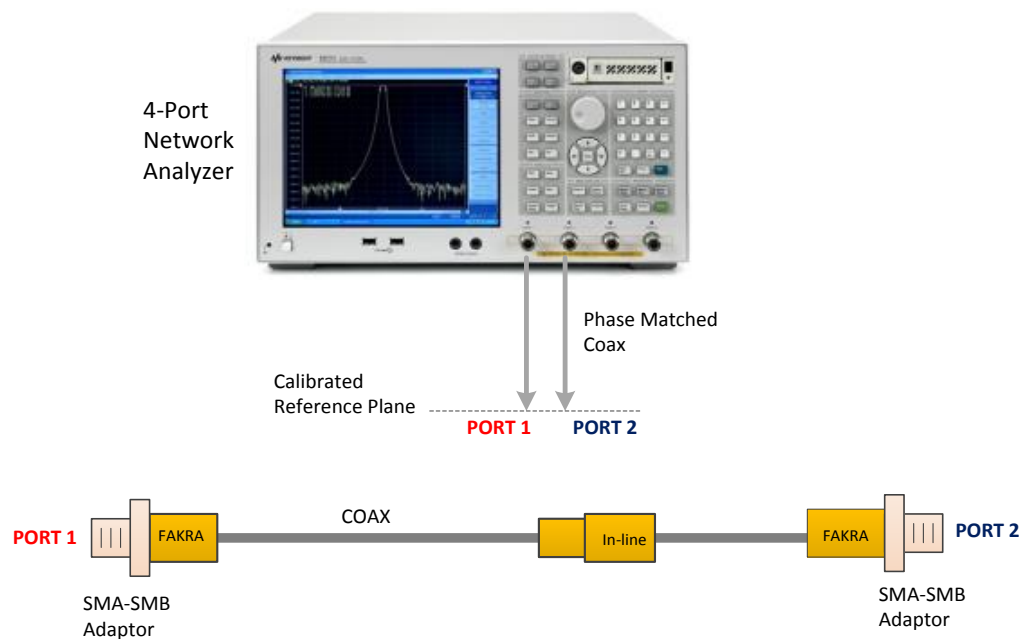 KEYSIGHT
4-Port
Network
Analyzer
Phase Matched
Coax
Calibrated
Reference Plane
PORT 1
PORT 2
COAX
PORT 1
FAKRA
In-line
FAKRA
PORT 2
SMA-SMB
Adaptor
SMA-SMB
Adaptor